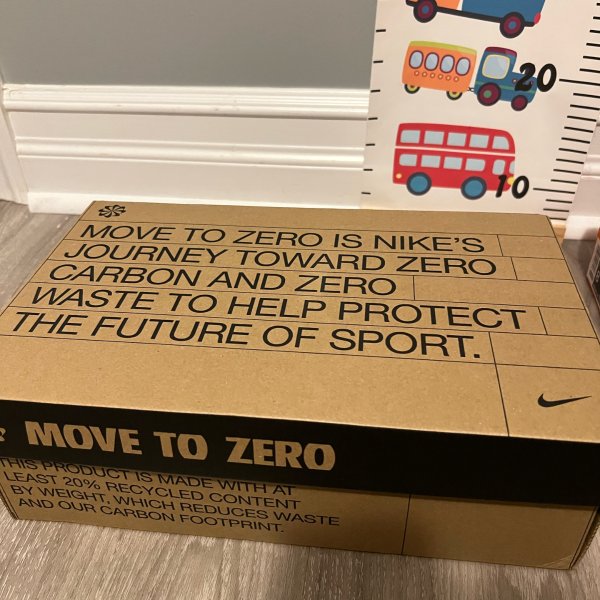 20
10
MOVE TO ZERO IS NIKE'S
JOURNEY TOWARD ZERO
CARBON AND ZERO
WASTE TO HELP PROTECT
THE FUTURE OF SPORT.
MOVE TO ZERO
THIS PRODUCT IS MADE WITH AT
LEAST 20% RECYCLED CONTENT
BY WEIGHT, WHICH REDUCES WASTE
AND OUR CARBON FOOTPRINT.